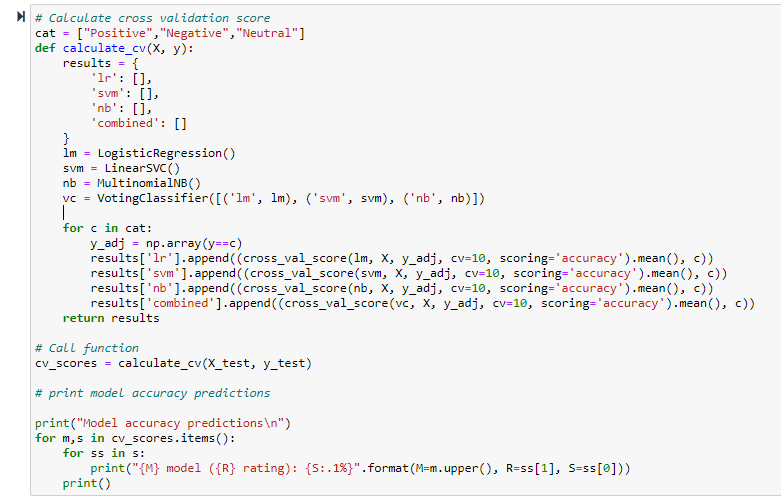 # Calculate cross validation score
cat = ["Positive","Negative","Neutral"]
def calculate_cv(X, y):
    results = {
        'lr': [],
        'svm': [],
        'nb': [],
        'combined': []
    }
    lm = LogisticRegression()
    svm = LinearSVC()
    nb = MultinomialNB()
    vc = VotingClassifier([('lm', lm), ('svm', svm), ('nb', nb)])
    for c in cat:
        y_adj = np.array(y==c)
        results['lr'].append((cross_val_score(lm, X, y_adj, cv=10, scoring='accuracy').mean(), c))
        results['svm'].append((cross_val_score(svm, X, y_adj, cv=10, scoring='accuracy').mean(), c))
        results['nb'].append((cross_val_score(nb, X, y_adj, cv=10, scoring='accuracy').mean(), c))
        results['combined'].append((cross_val_score(vc, X, y_adj, cv=10, scoring='accuracy').mean(), c))
    return results
# Call function
cv_scores = calculate_cv(X_test, y_test)
# print model accuracy predictions
print("Model accuracy predictions\n")
for m,s in cv_scores.items():
    for ss in s:
        print("{M} model ({R} rating): {S:.1%}".format(M=m.upper(), R=ss[1], S=ss[0]))
    print()